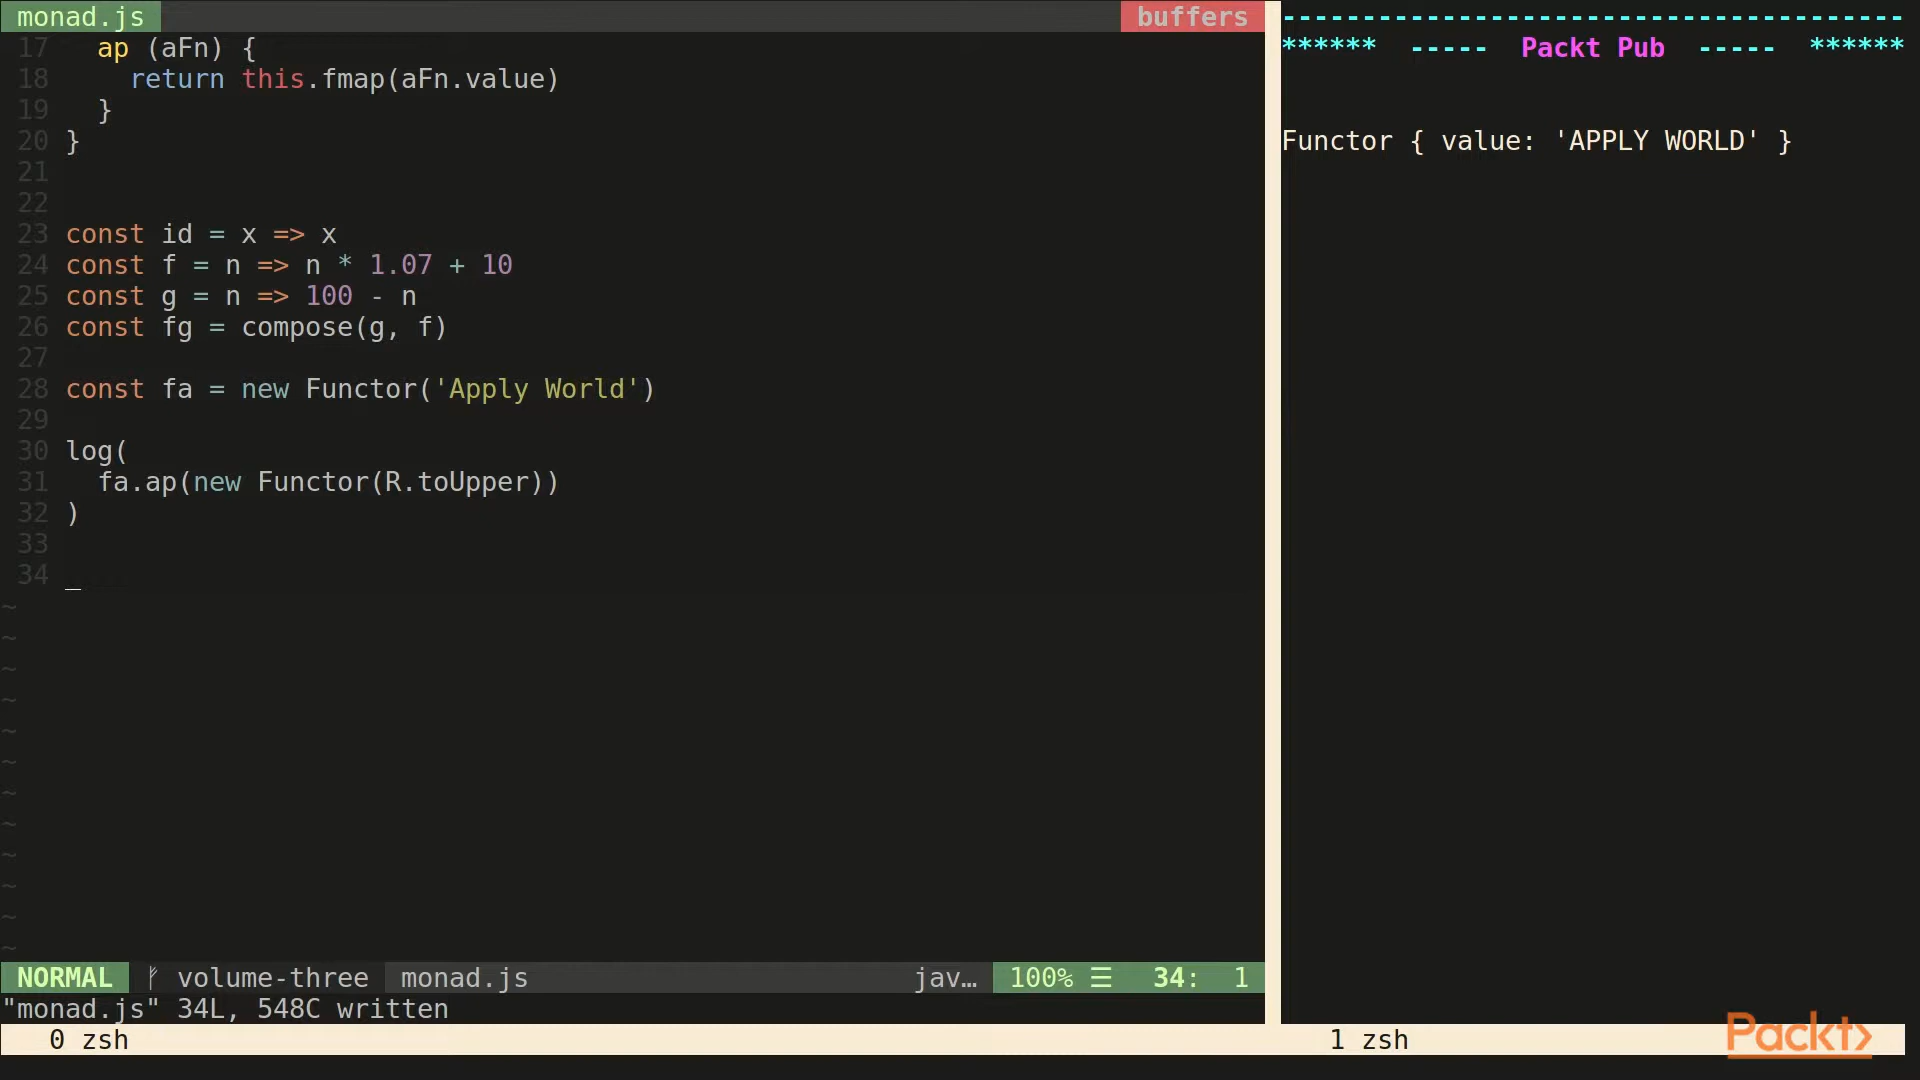 monad.js buffers
17 ap (aFn) {
18 return this.fmap(aFn.value)
19 }
20 }
21
22
23 const id = x => x
24 const f = n => n * 1.07 + 10
25 const g = n => 100 - n
26 const fg = compose(g, f)
27
28 const fa = new Functor('Apply World')
29
30 log(
31 fa.ap(new Functor(R.toUpper))
32 )
33
34
~
~
~
~
~
~
~
~
~
~
~
~
NORMAL volume-three monad.js jav… 100% ☰ 34: 1
"monad.js" 34L, 548C written
0 zsh
---------------------------------------
****** ----- Packt Pub ----- ******
Functor { value: 'APPLY WORLD' }
1 zsh
Packt>